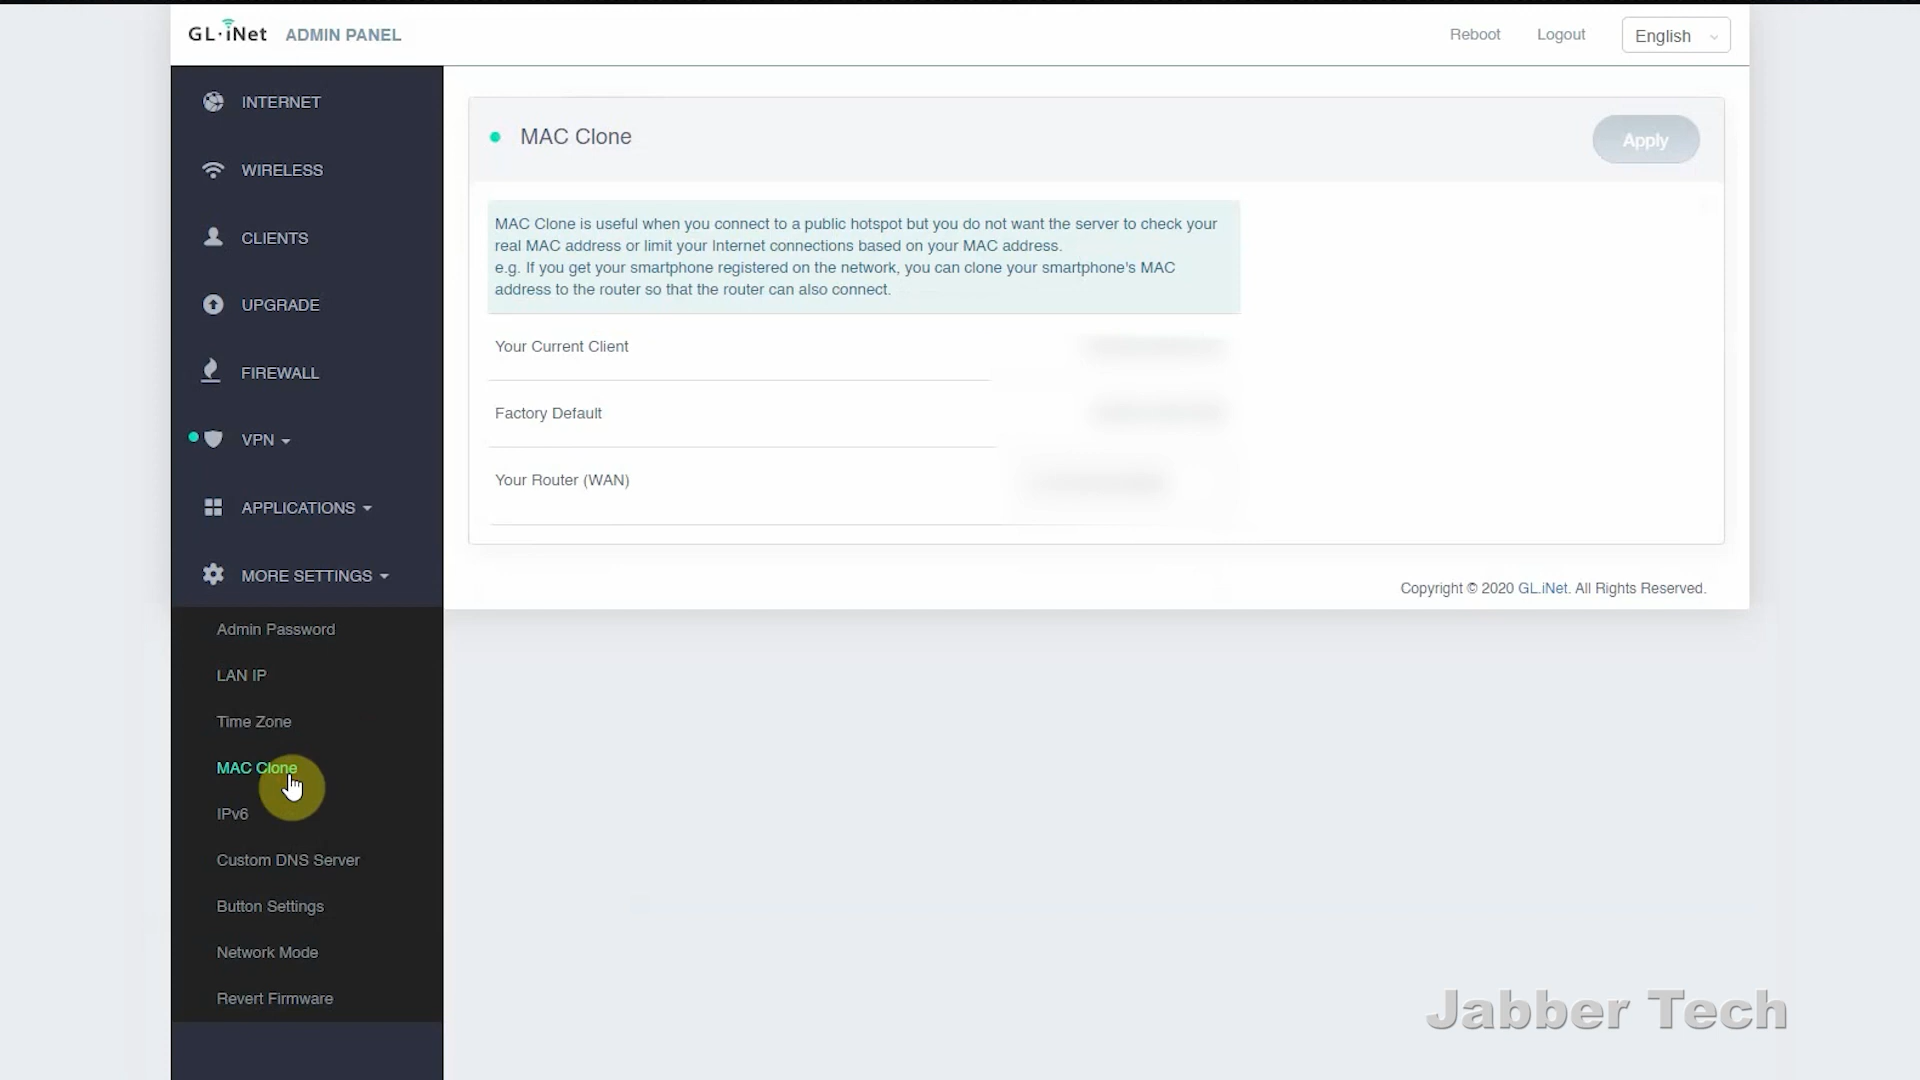 GL·iNet ADMIN PANEL
Reboot
Logout
English
INTERNET
WIRELESS
CLIENTS
UPGRADE
FIREWALL
VPN
APPLICATIONS
MORE SETTINGS
Admin Password
LAN IP
Time Zone
MAC Clone
IPv6
Custom DNS Server
Button Settings
Network Mode
Revert Firmware
MAC Clone
Apply
MAC Clone is useful when you connect to a public hotspot but you do not want the server to check your
real MAC address or limit your Internet connections based on your MAC address.
e.g. If you get your smartphone registered on the network, you can clone your smartphone's MAC
address to the router so that the router can also connect.
Your Current Client
Factory Default
Your Router (WAN)
Copyright © 2020 GL.iNet. All Rights Reserved.
Jabber Tech